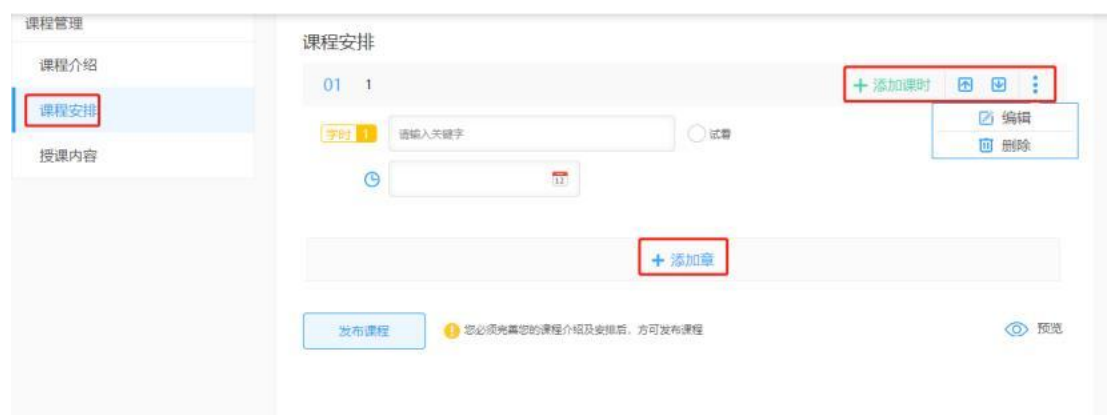 课程管理
课程介绍
课程安排
授课内容
课程安排
01 1
添加课时
编辑
删除
学时 1 请输入关键字 试看
12
添加章
发布课程
您必须完善您的课程介绍及安排后，方可发布课程
预览